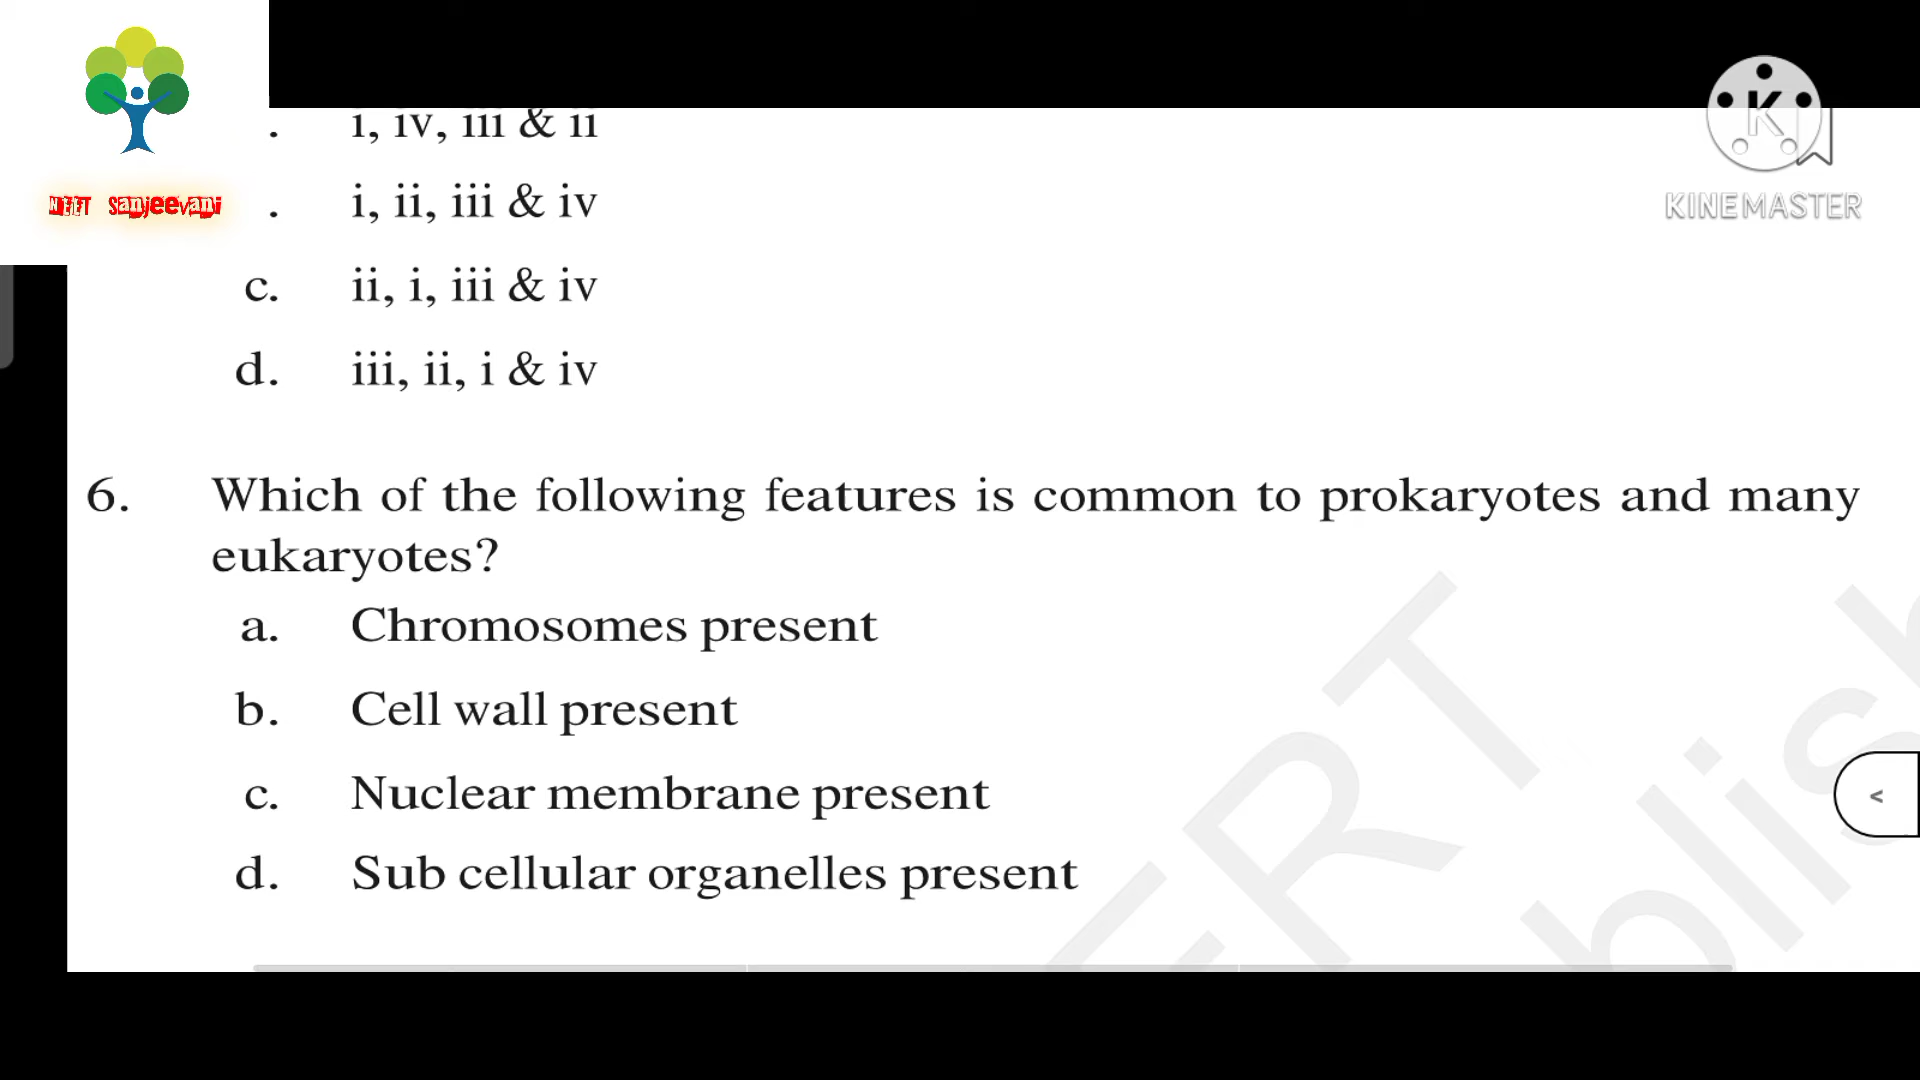 i, iv, iii & ii
. i, ii, iii & iv
NEET Sanjeevani
K
KINEMASTER
c. ii, i, iii & iv
d. iii, ii, i & iv
6. Which of the following features is common to prokaryotes and many
eukaryotes?
a. Chromosomes present
b. Cell wall present
c. Nuclear membrane present
d. Sub cellular organelles present
<